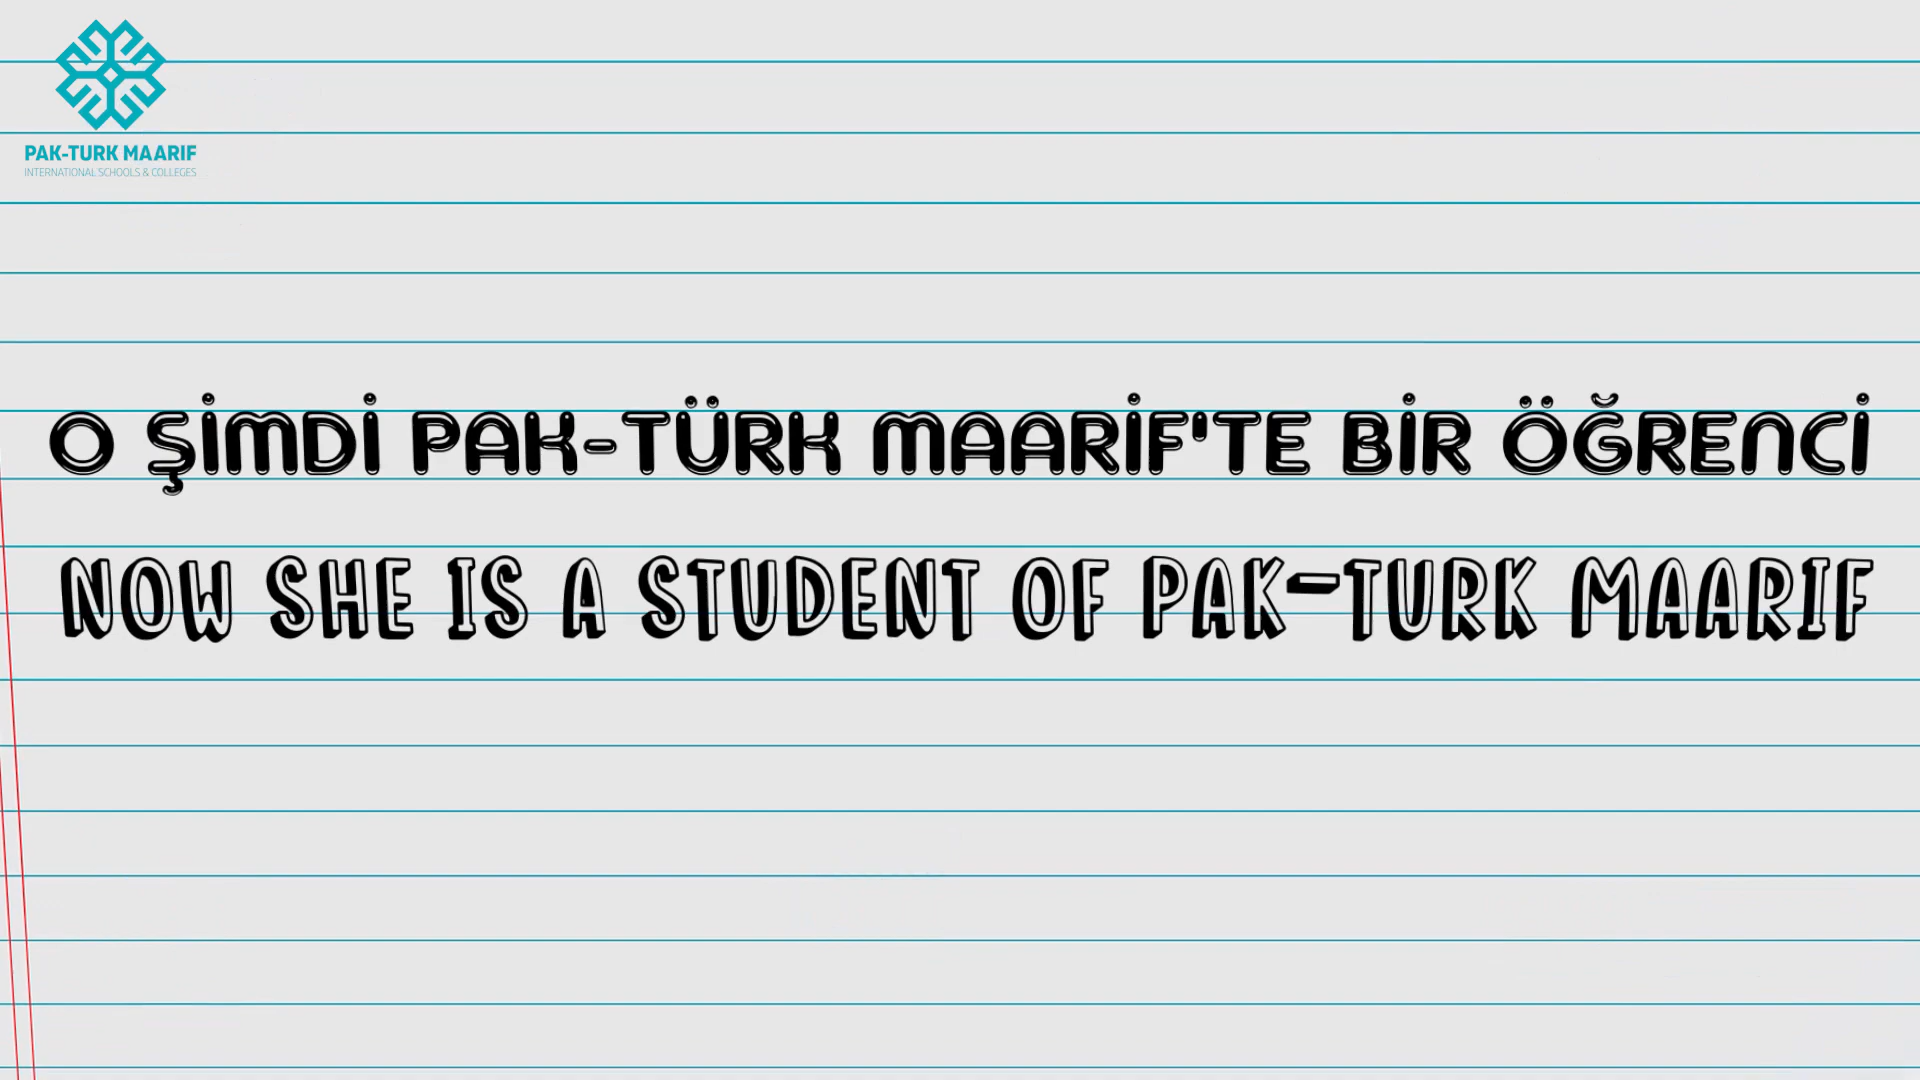 PAK-TURK MAARIF
INTERNATIONAL SCHOOLS & COLLEGES
O ŞİMDİ PAK-TÜRK MAARİF'TE BİR ÖĞRENCİ
NOW SHE IS A STUDENT OF PAK-TURK MAARIF